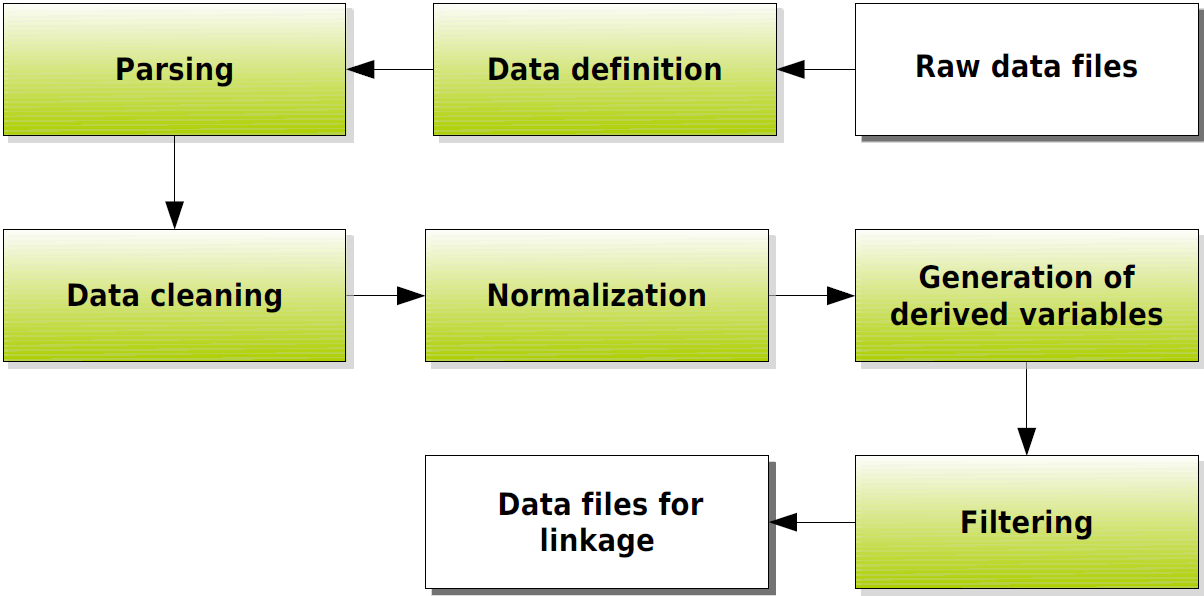 Parsing
Data definition
Raw data files
Data cleaning
Normalization
Generation of
derived variables
Data files for
linkage
Filtering